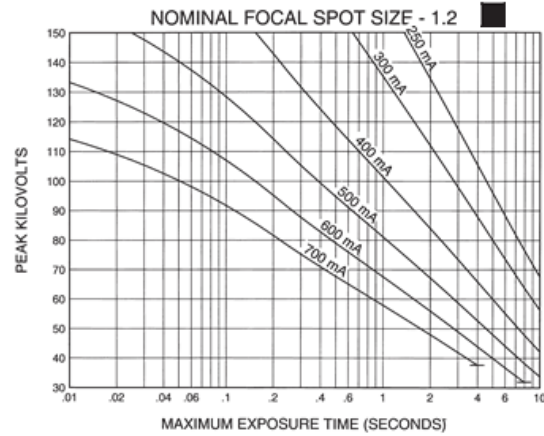 NOMINAL FOCAL SPOT SIZE - 1.2
PEAK KILOVOLTS
150
140
130
120
110
100
90
80
70
60
50
40
30
250 mA
300 mA
400 mA
500 mA
600 mA
700 mA
.01 .02 .04 .06 .1 .2 .4 .6 1 2 4 6 10
MAXIMUM EXPOSURE TIME (SECONDS)